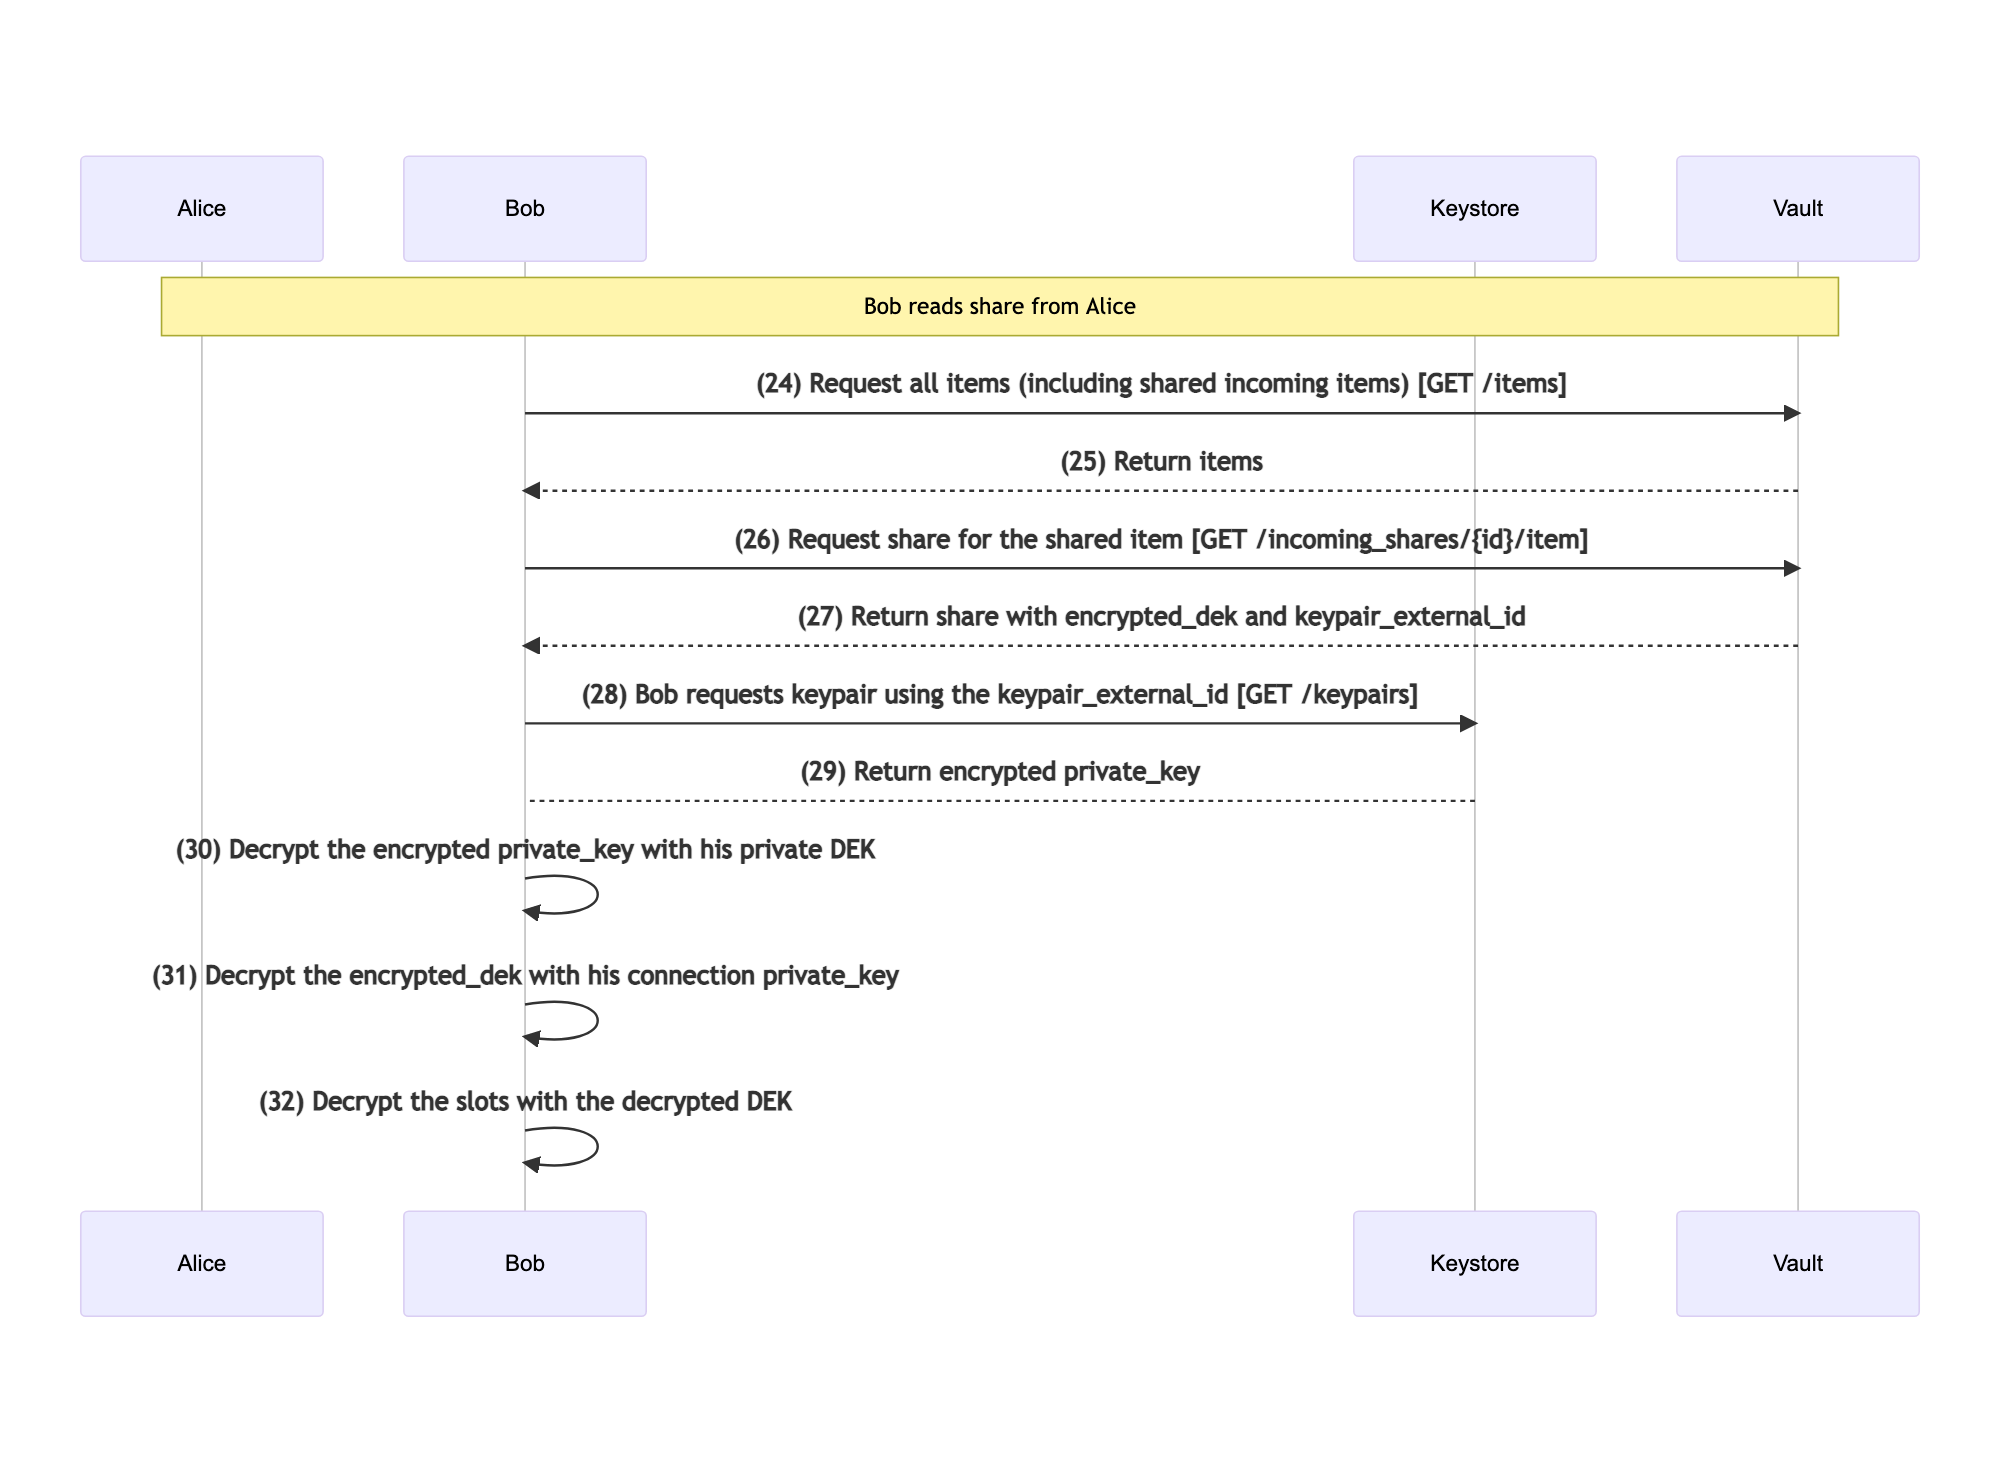 Alice
Bob
Keystore
Vault
Bob reads share from Alice
(24) Request all items (including shared incoming items) [GET /items]
(25) Return items
(26) Request share for the shared item [GET /incoming_shares/{id}/item]
(27) Return share with encrypted_dek and keypair_external_id
(28) Bob requests keypair using the keypair_external_id [GET /keypairs]
(29) Return encrypted private_key
(30) Decrypt the encrypted private_key with his private DEK
(31) Decrypt the encrypted_dek with his connection private_key
(32) Decrypt the slots with the decrypted DEK
Alice
Bob
Keystore
Vault